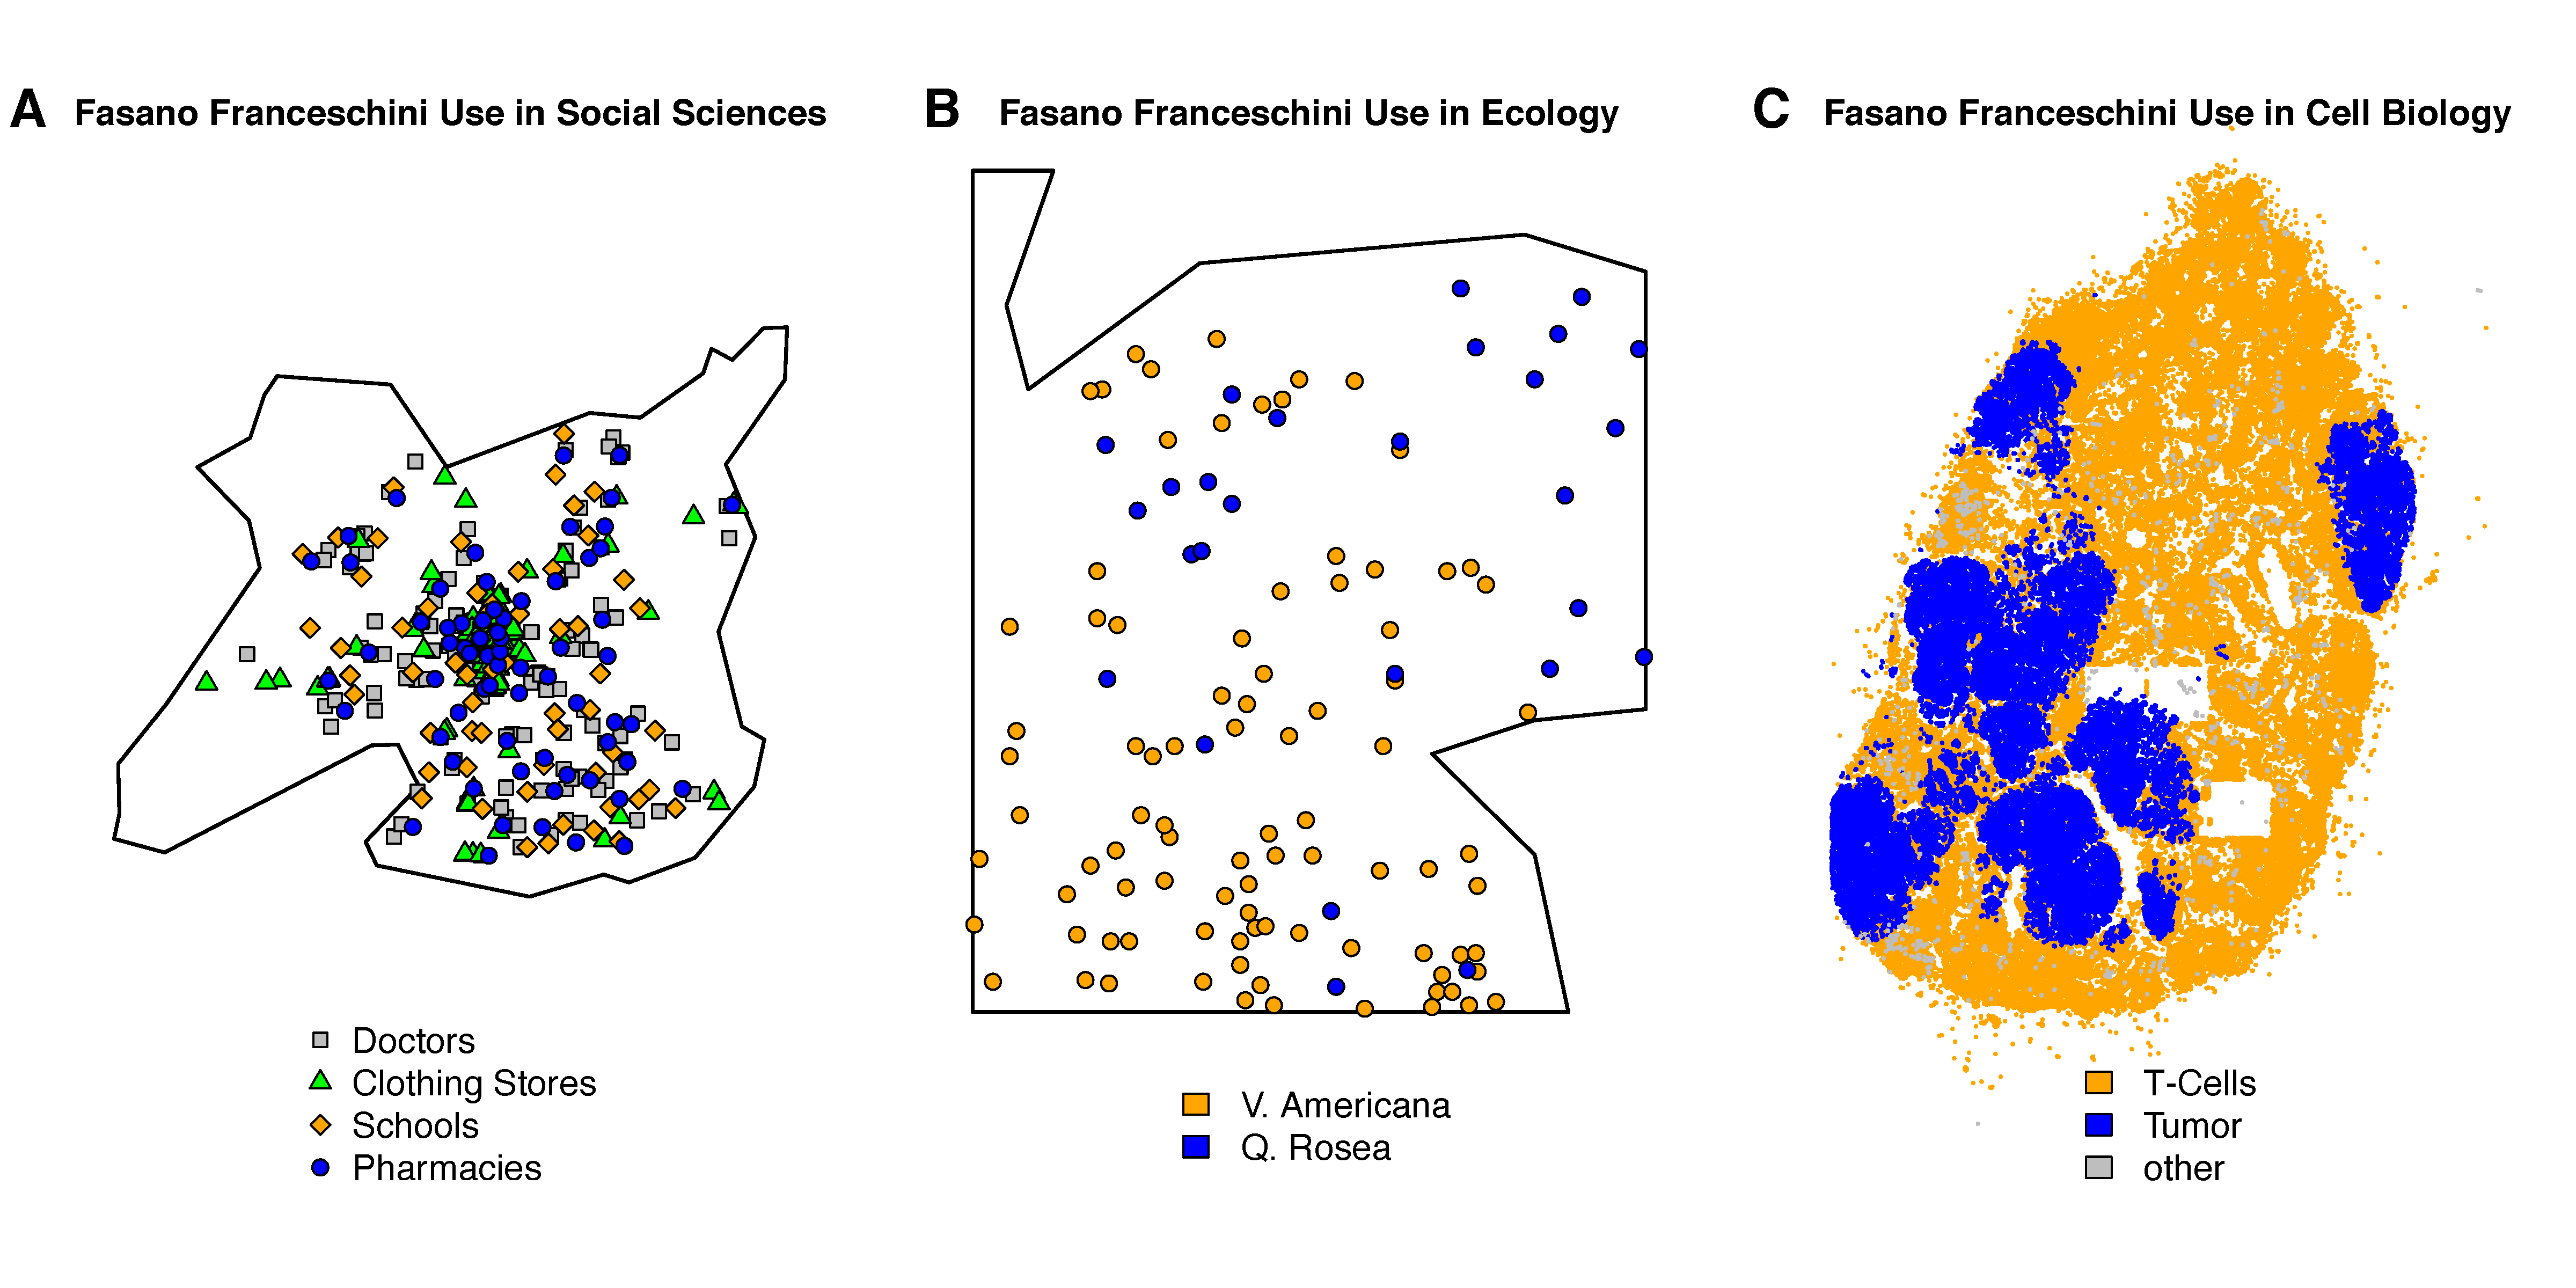 A Fasano Franceschini Use in Social Sciences
Doctors
Clothing Stores
Schools
Pharmacies
B Fasano Franceschini Use in Ecology
V. Americana
Q. Rosea
C Fasano Franceschini Use in Cell Biology
T-Cells
Tumor
other